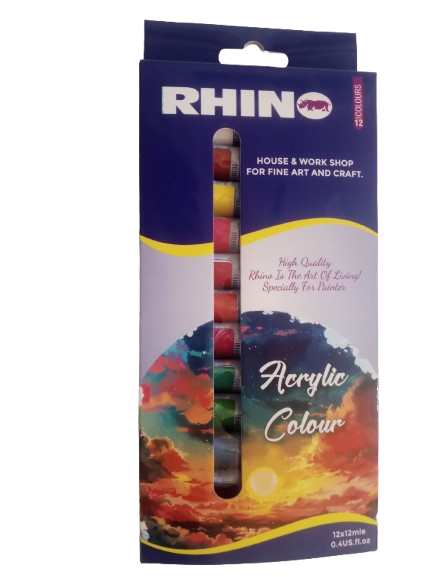 RHINO
12 COLOURS
HOUSE & WORK SHOP
FOR FINE ART AND CRAFT.
High Quality
Rhino Is The Art Of Living!
Specially For Painter
Acrylic
Colour
12x12mle
0.4US.fl.oz